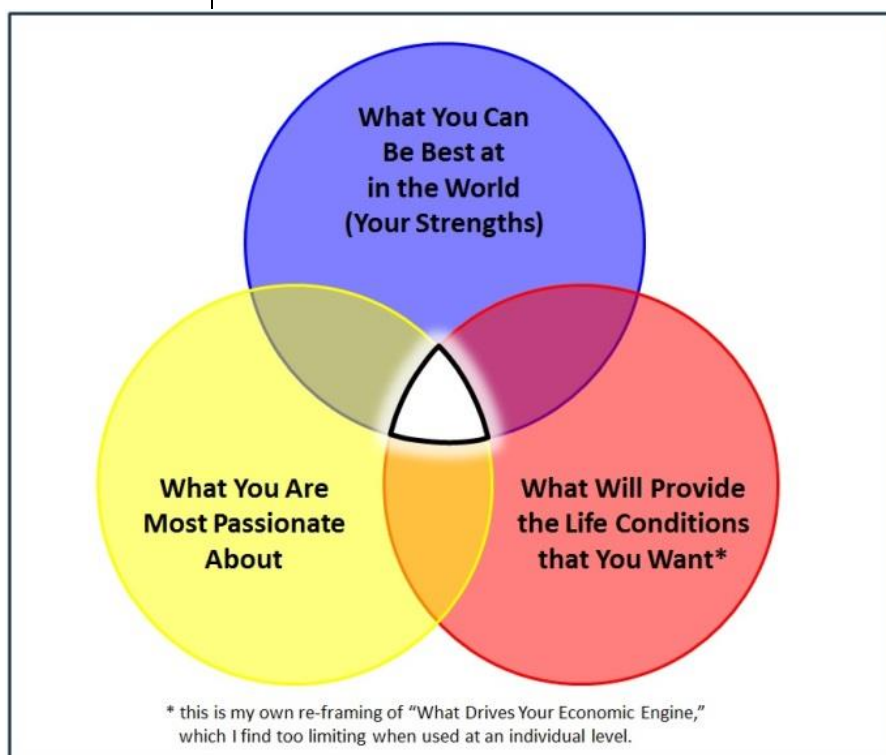 What You Can
Be Best at
in the World
(Your Strengths)
What You Are
Most Passionate
About
What Will Provide
the Life Conditions
that You Want*
* this is my own re-framing of “What Drives Your Economic Engine,”
which I find too limiting when used at an individual level.